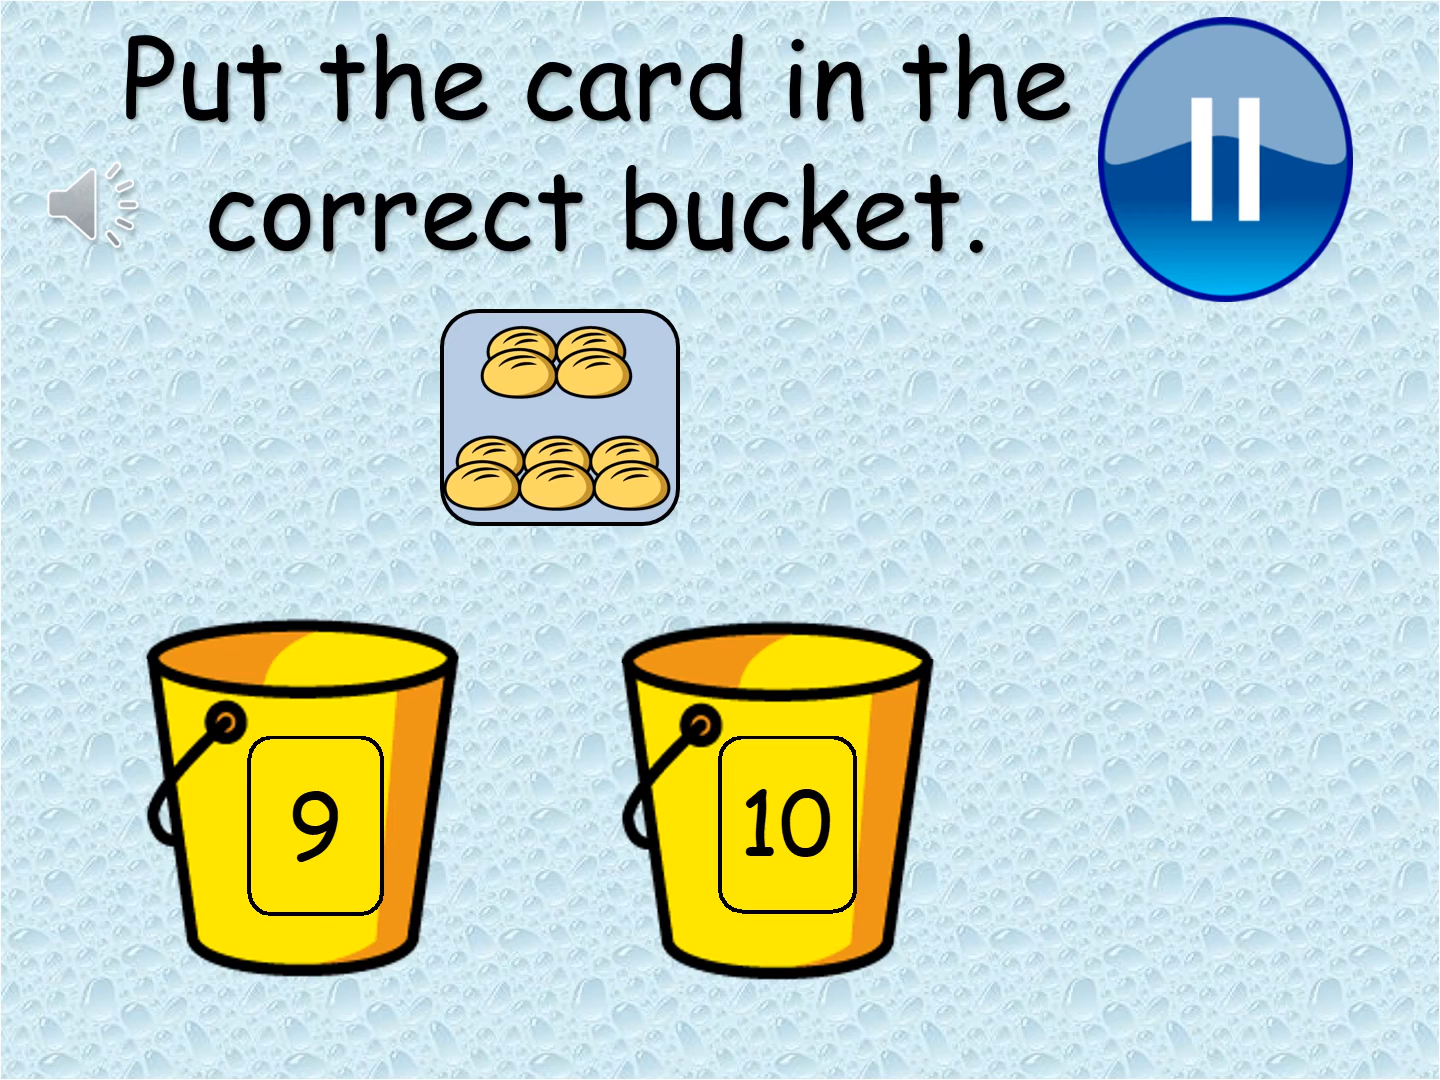 Put the card in the
correct bucket.
9
10